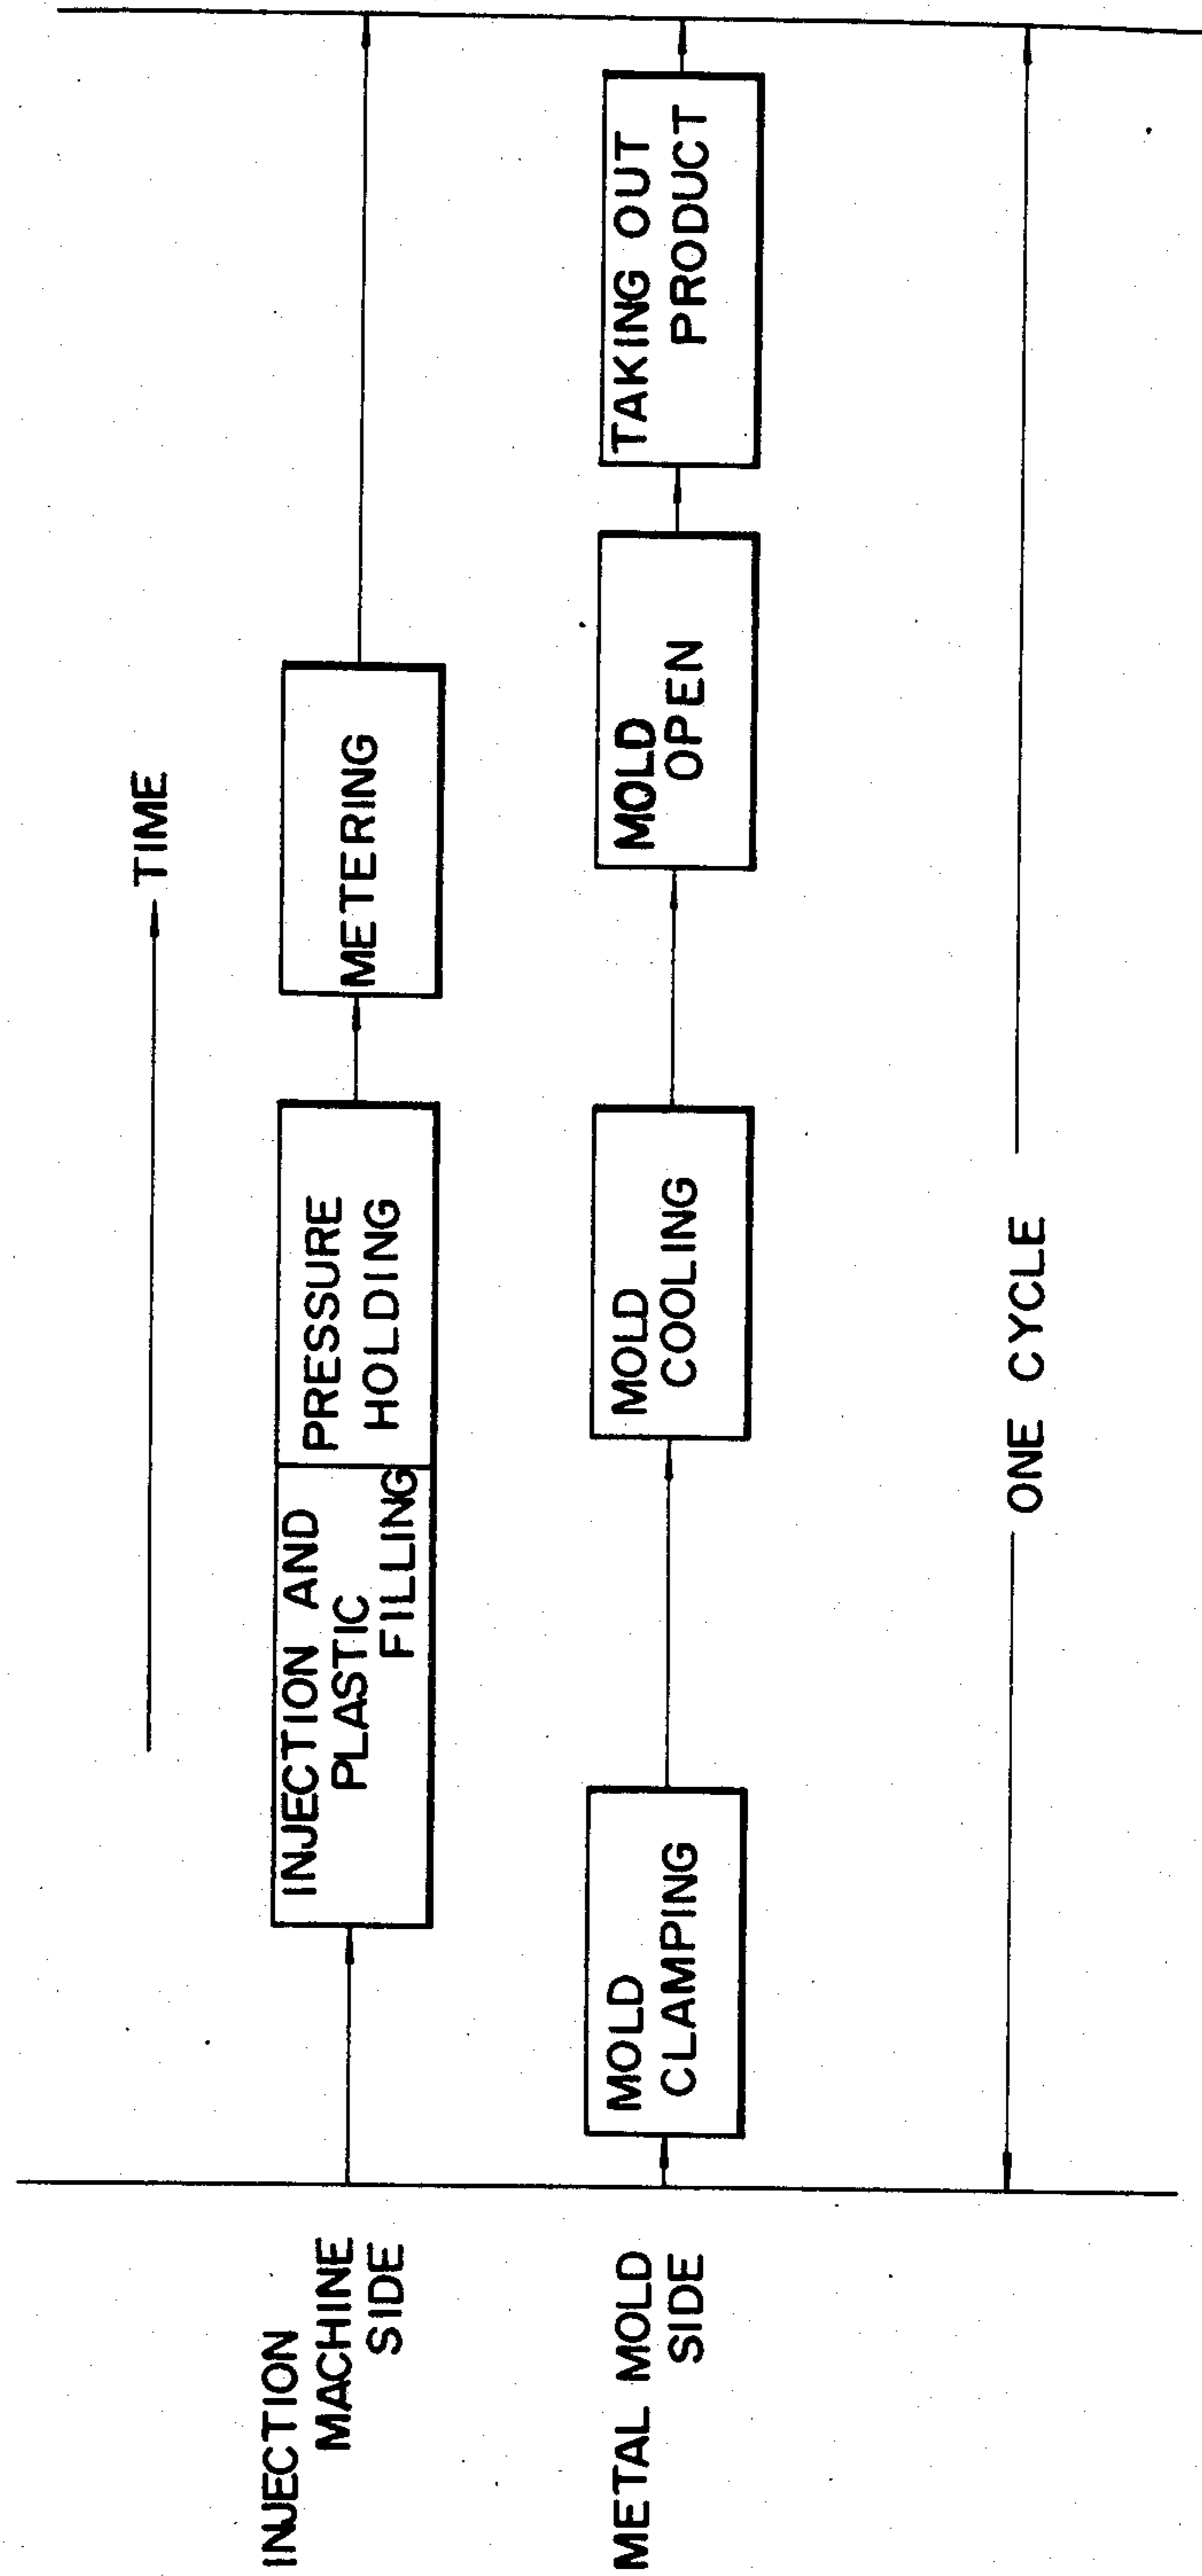 TIME
INJECTION
MACHINE
SIDE
INJECTION AND
PLASTIC
FILLING
PRESSURE
HOLDING
METERING
METAL MOLD
SIDE
MOLD
CLAMPING
MOLD
COOLING
MOLD
OPEN
TAKING OUT
PRODUCT
ONE CYCLE